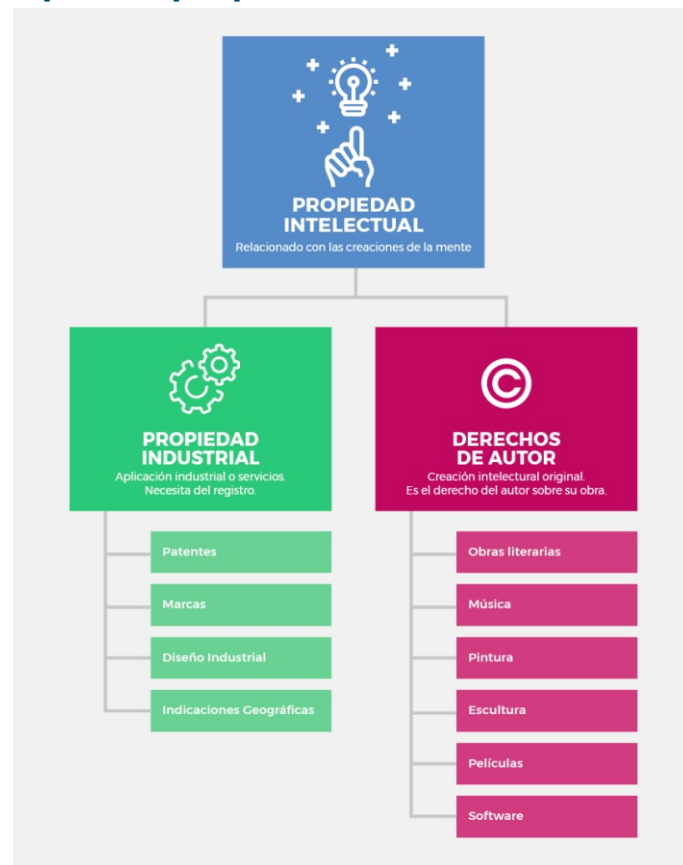 PROPIEDAD
INTELECTUAL
Relacionado con las creaciones de la mente
PROPIEDAD
INDUSTRIAL
Aplicación industrial o servicios.
Necesita del registro.
Patentes
Marcas
Diseño Industrial
Indicaciones Geográficas
©
DERECHOS
DE AUTOR
Creación intelectural original.
Es el derecho del autor sobre su obra.
Obras literarias
Música
Pintura
Escultura
Películas
Software